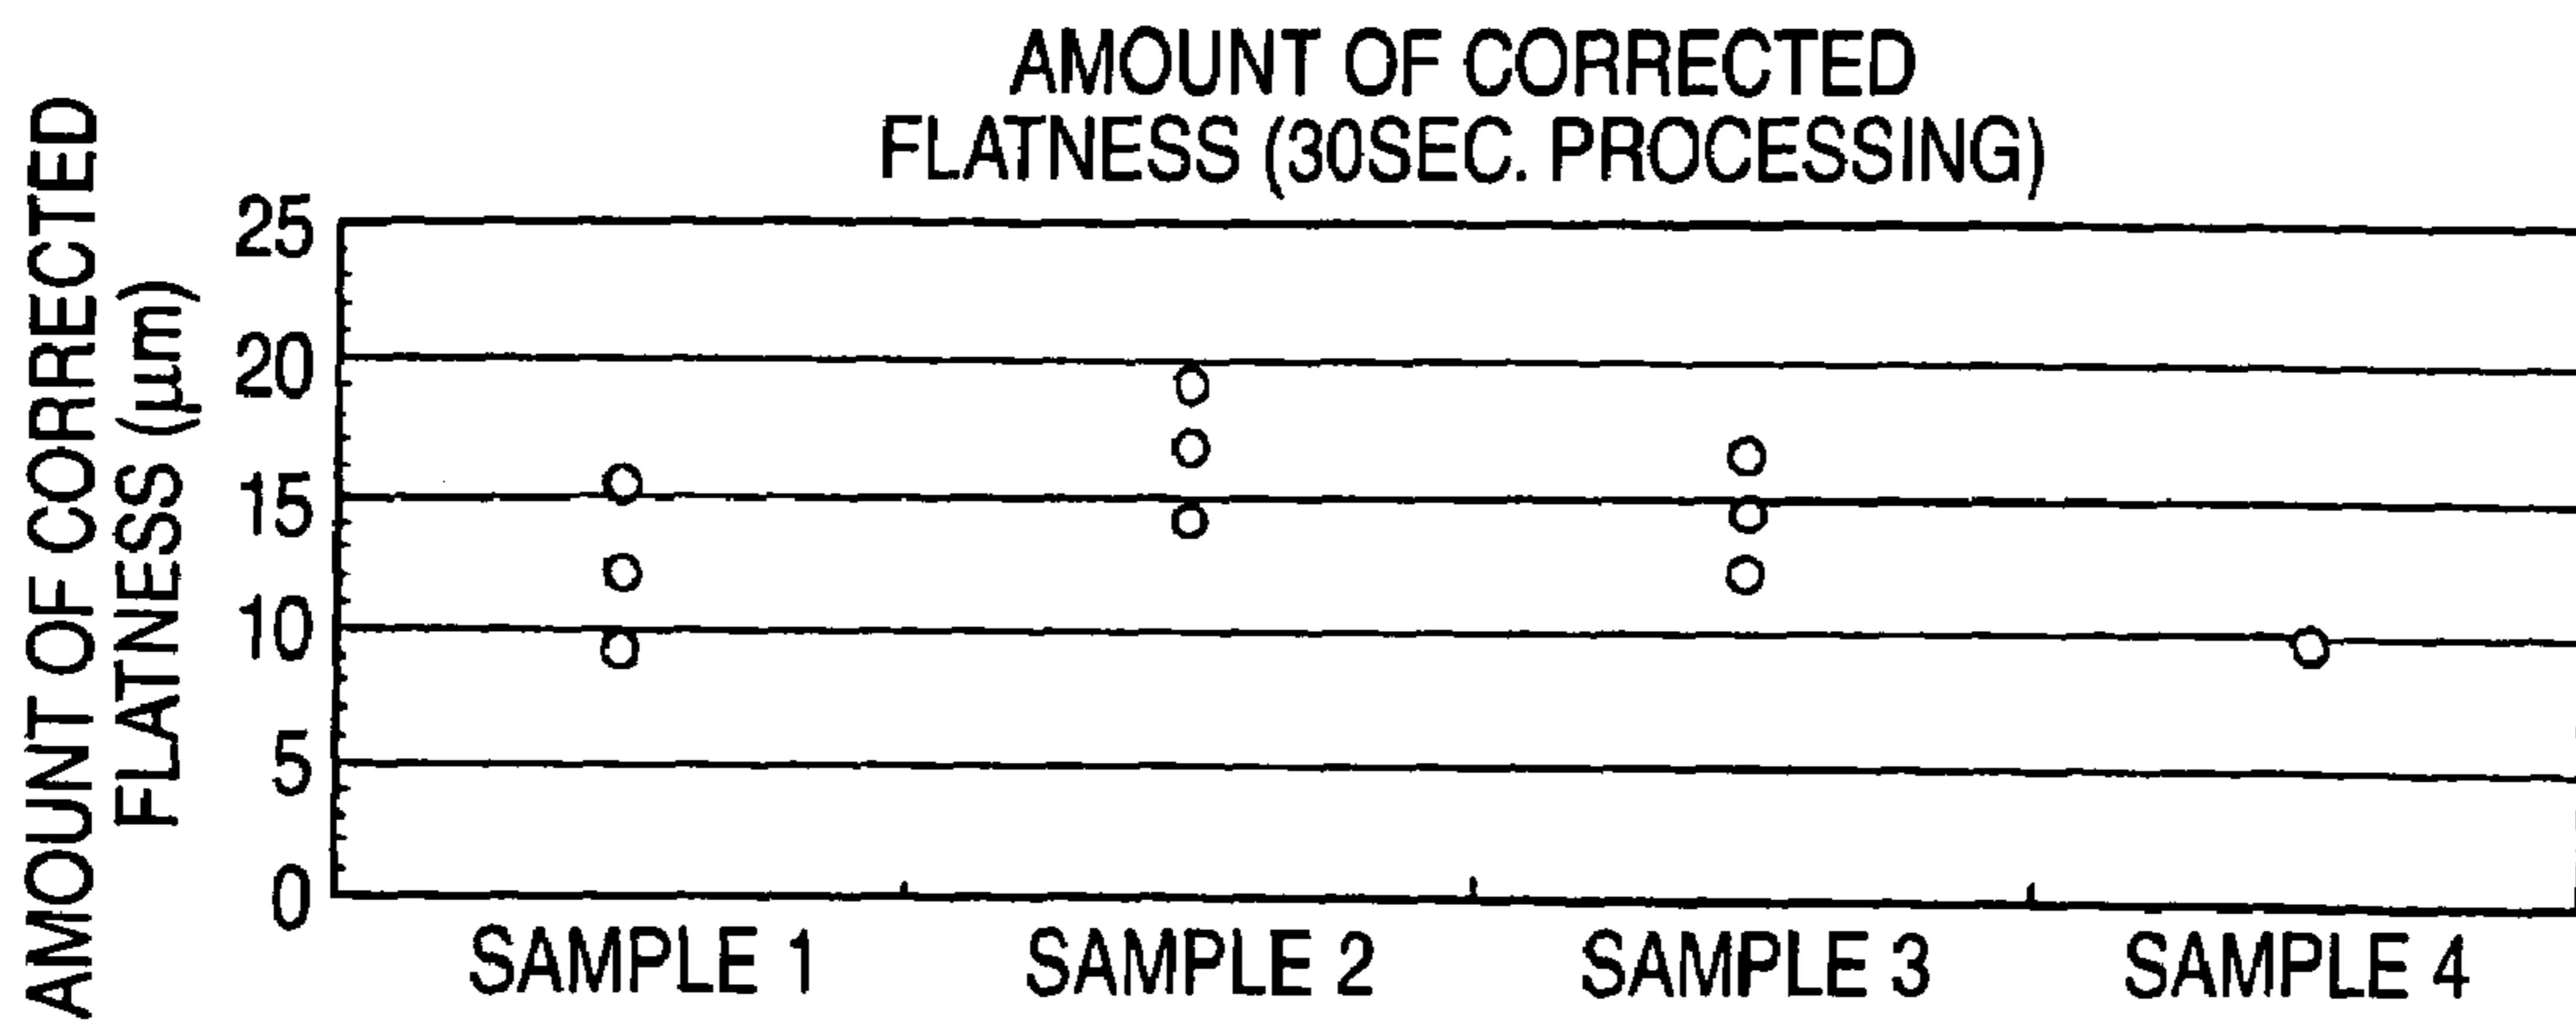 AMOUNT OF CORRECTED
FLATNESS (30SEC. PROCESSING)
AMOUNT OF CORRECTED
FLATNESS (μm)
25
20
15
10
5
0
SAMPLE 1
SAMPLE 2
SAMPLE 3
SAMPLE 4